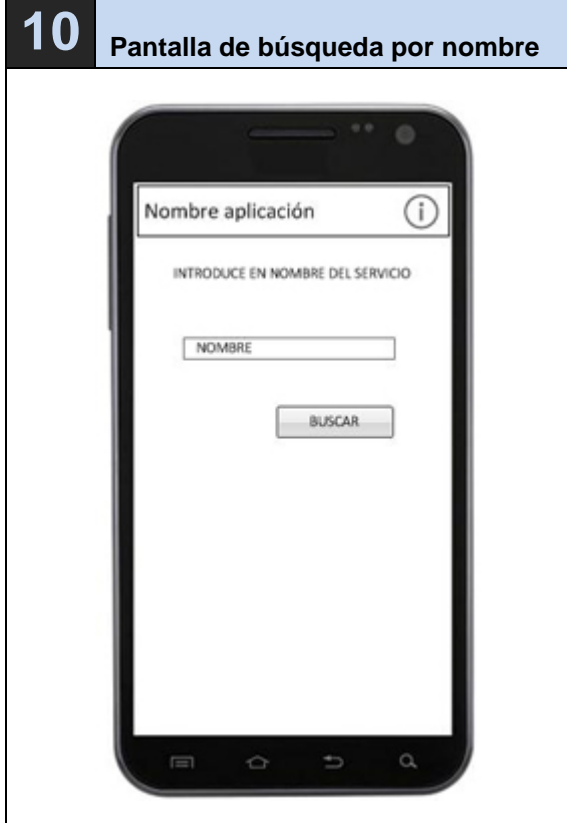 10
Pantalla de búsqueda por nombre
Nombre aplicación
INTRODUCE EN NOMBRE DEL SERVICIO
NOMBRE
BUSCAR